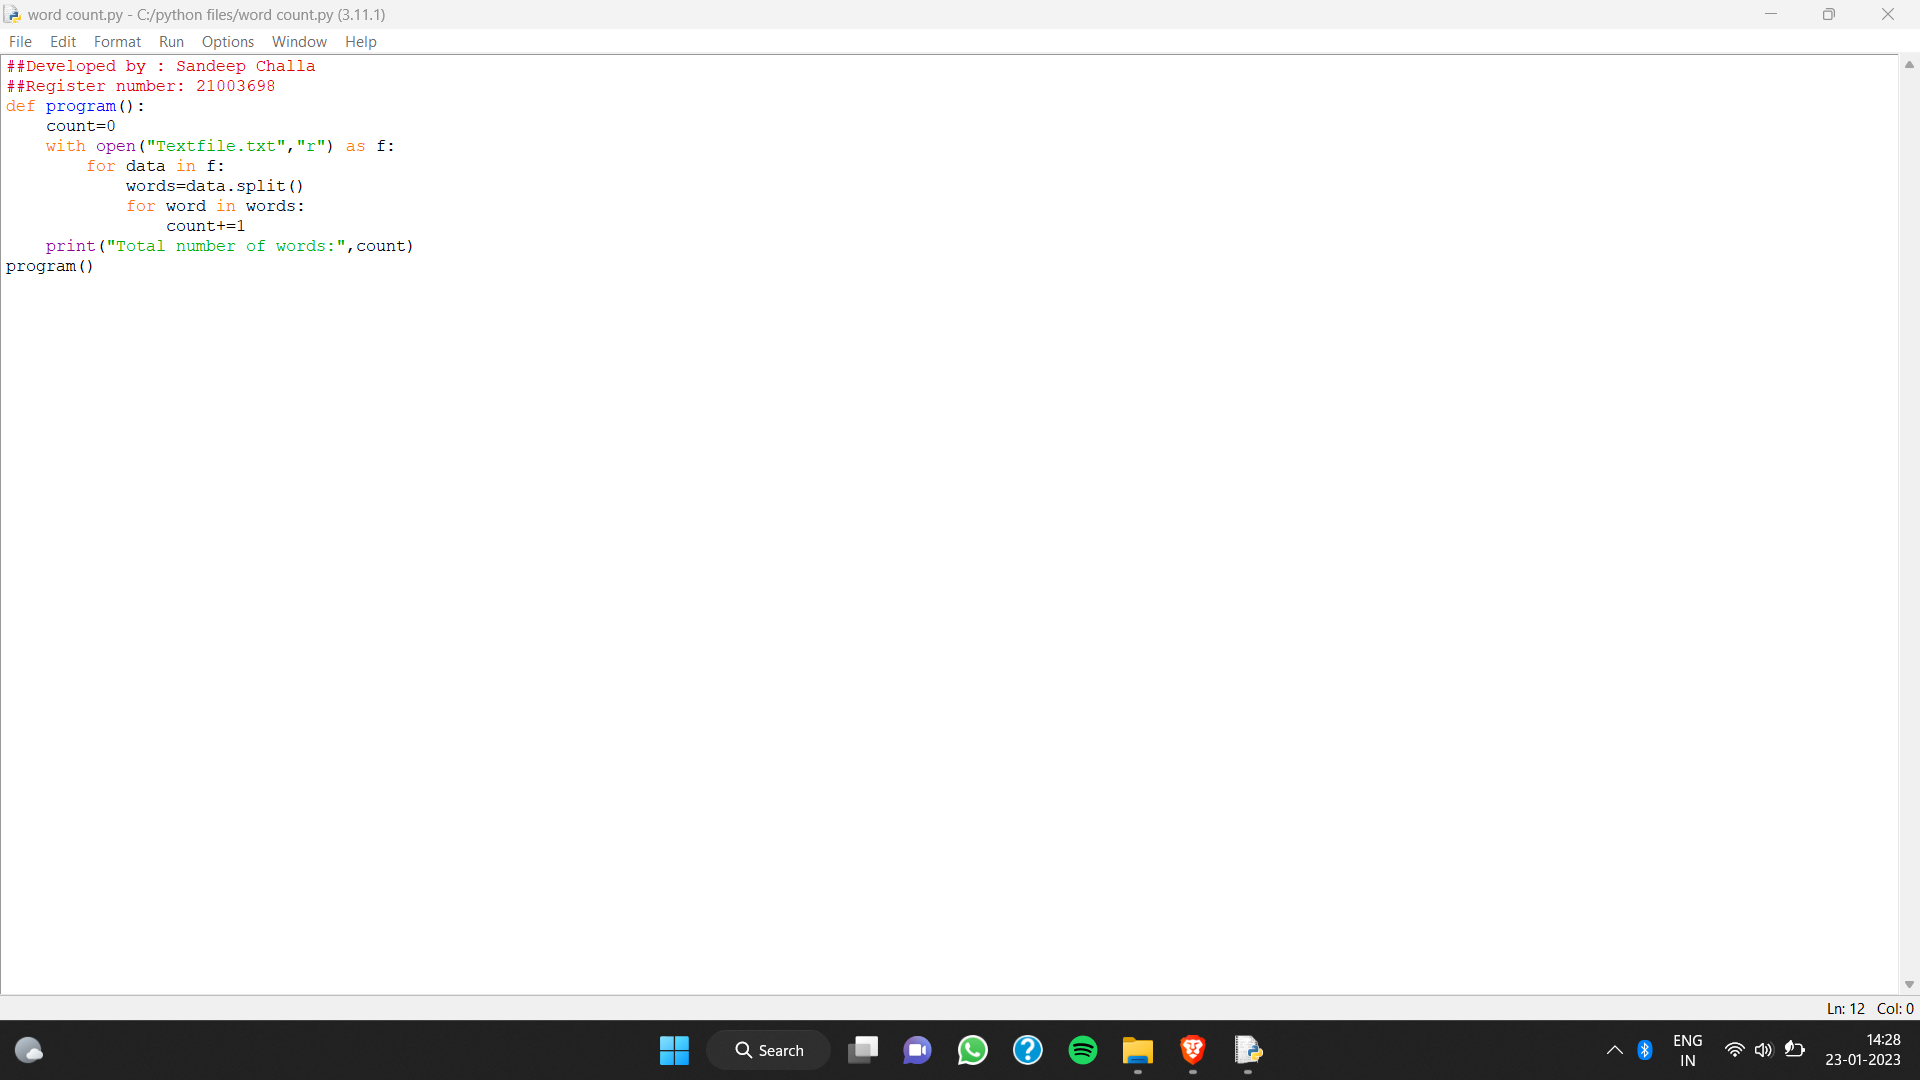 word count.py - C:/python files/word count.py (3.11.1)
File Edit Format Run Options Window Help
##Developed by : Sandeep Challa
##Register number: 21003698
def program():
    count=0
    with open("Textfile.txt","r") as f:
        for data in f:
            words=data.split()
            for word in words:
                count+=1
    print("Total number of words:",count)
program()
Ln: 12 Col: 0
Search
ENG
IN
14:28
23-01-2023